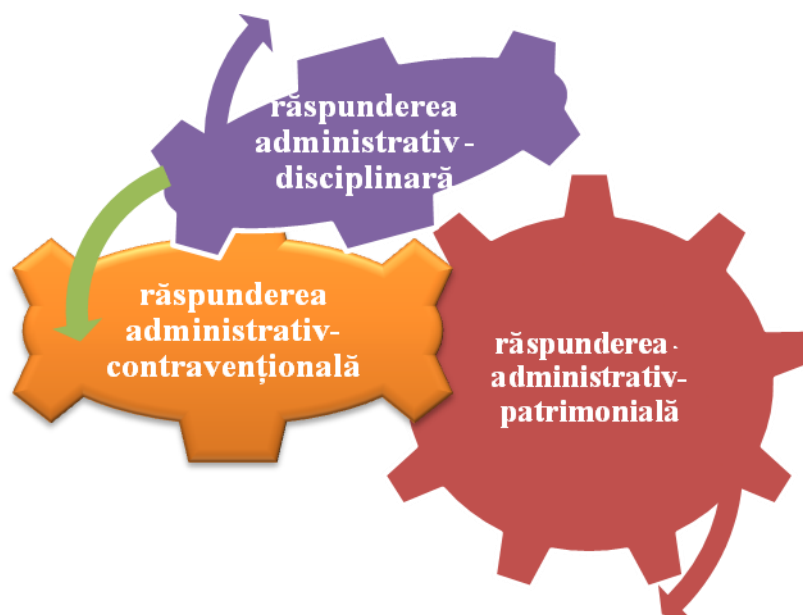 răspunderea
administrativ-
disciplinară
răspunderea
administrativ-
contravențională
răspunderea-
administrativ-
patrimonială